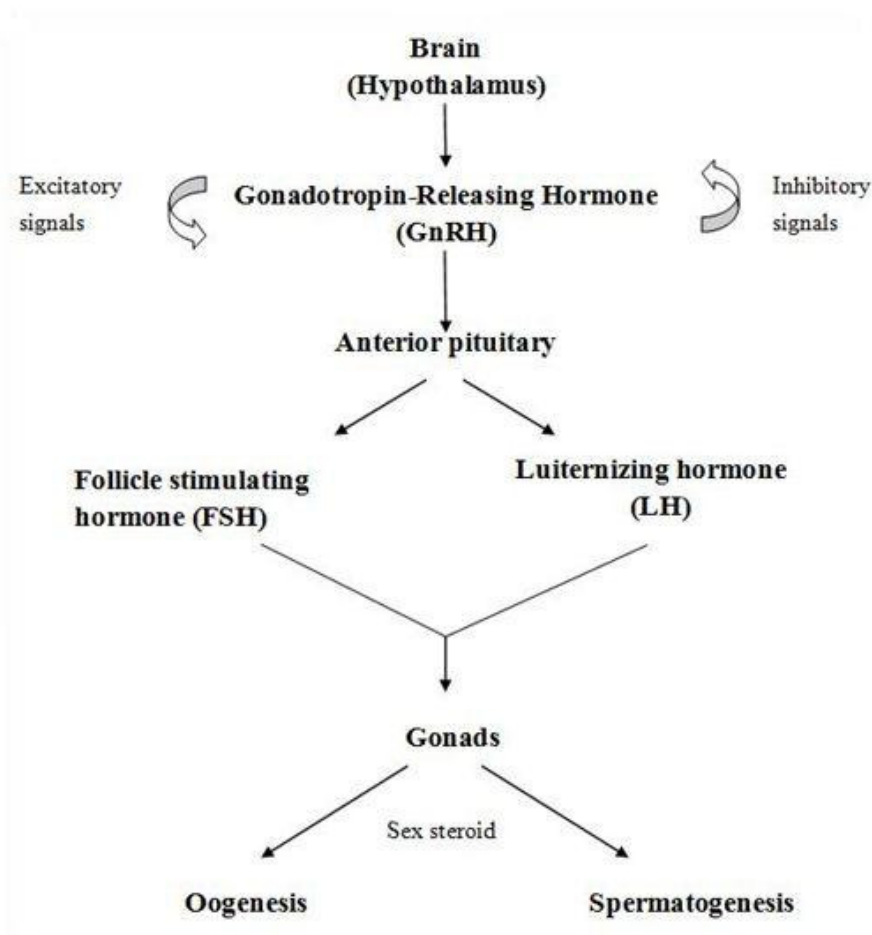 Brain
(Hypothalamus)
Excitatory
signals
Gonadotropin-Releasing Hormone
(GnRH)
Inhibitory
signals
Anterior pituitary
Follicle stimulating
hormone (FSH)
Luiternizing hormone
(LH)
Gonads
Sex steroid
Oogenesis
Spermatogenesis